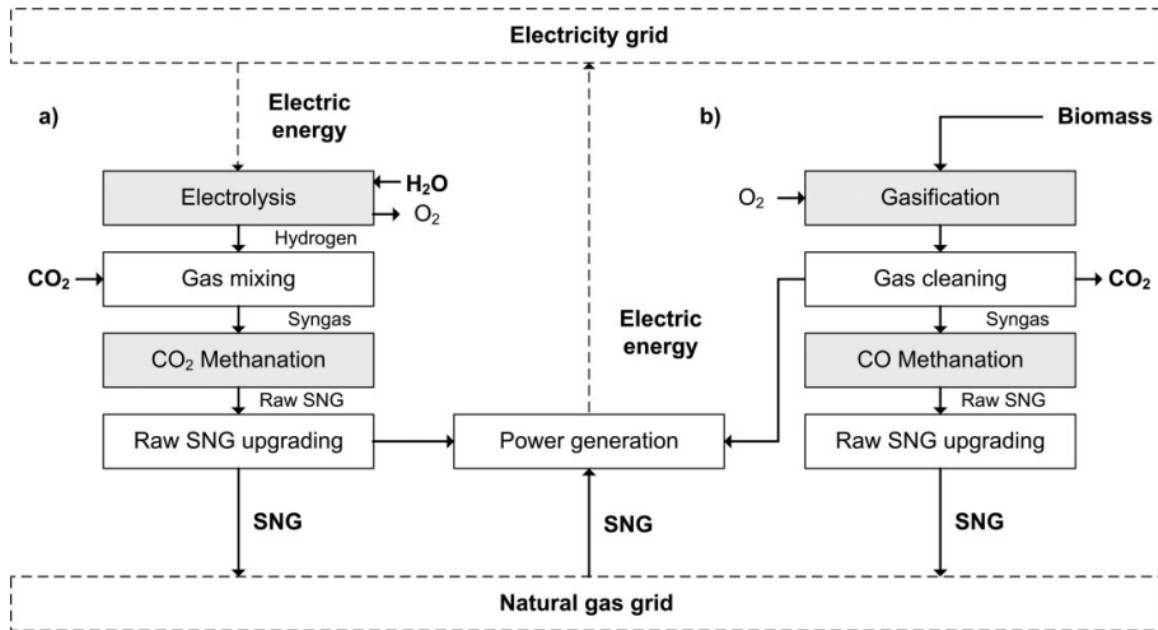 Electricity grid
a)
Electric
energy
b)
Biomass
Electrolysis
H₂O
O₂
Hydrogen
CO₂
Gas mixing
Syngas
CO₂ Methanation
Raw SNG
Raw SNG upgrading
SNG
Electric
energy
Power generation
SNG
O₂
Gasification
Gas cleaning
CO₂
Syngas
CO Methanation
Raw SNG
Raw SNG upgrading
SNG
Natural gas grid